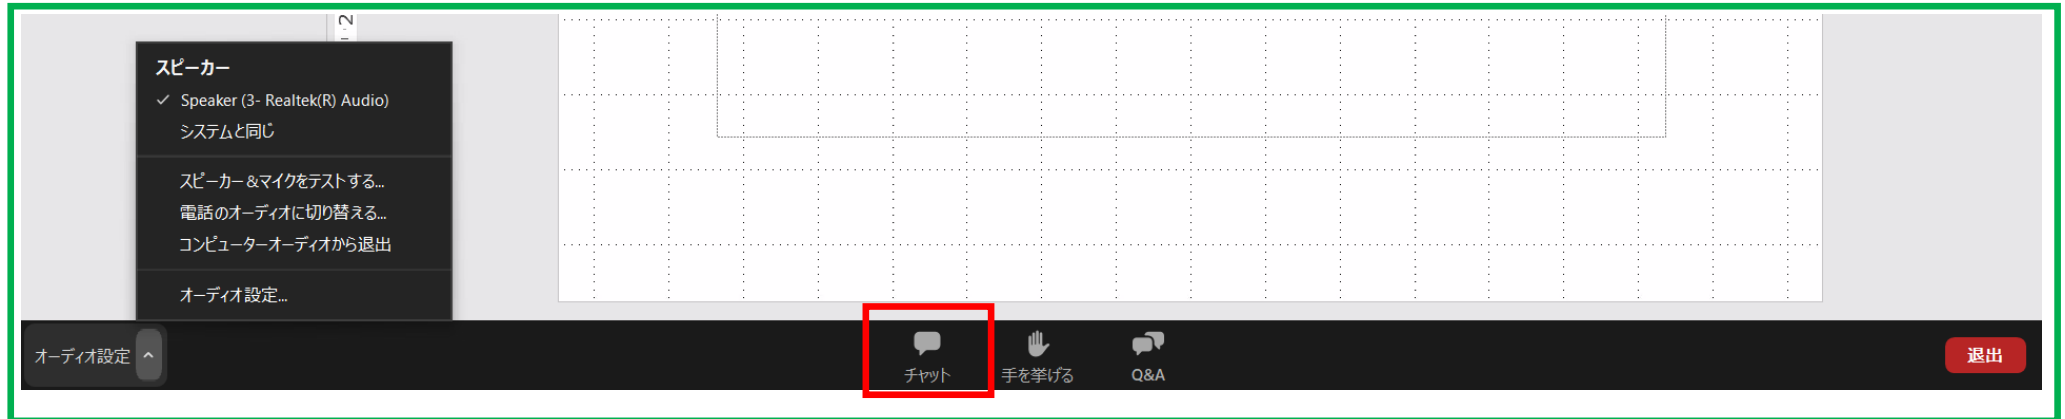 2
スピーカー
Speaker (3- Realtek(R) Audio)
システムと同じ
スピーカー&マイクをテストする...
電話のオーディオに切り替える...
コンピューターオーディオから退出
オーディオ設定...
オーディオ設定
チャット
手を挙げる
Q&A
退出